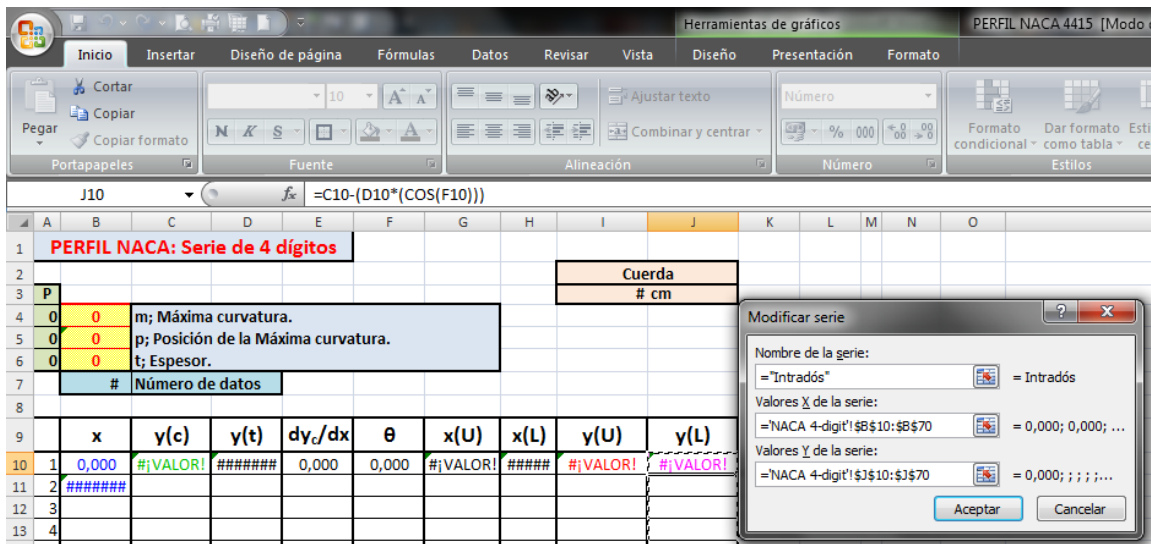 Herramientas de gráficos PERFIL NACA 4415 [Modo
Inicio Insertar Diseño de página Fórmulas Datos Revisar Vista Diseño Presentación Formato
Pegar
Cortar
Copiar
Copiar formato
Portapapeles
10 A A
N K S A
Fuente
Ajustar texto
Combinar y centrar
Alineación
Número
% 000
Número
Formato condicional
Dar formato como tabla
Estilos
J10 fx =C10-(D10*(COS(F10)))
A B C D E F G H I J K L M N O
1 PERFIL NACA: Serie de 4 dígitos
2 Cuerda
3 P # cm
4 0 0 m; Máxima curvatura.
5 0 0 p; Posición de la Máxima curvatura.
6 0 0 t; Espesor.
7 # Número de datos
8
9 x y(c) y(t) dyc/dx θ x(U) x(L) y(U) y(L)
10 1 0,000 #¡VALOR! ####### 0,000 0,000 #¡VALOR! ##### #¡VALOR! #¡VALOR!
11 2 #######
12 3
13 4
Modificar serie
Nombre de la serie:
="Intradós" = Intradós
Valores X de la serie:
='NACA 4-digit'!$B$10:$B$70 = 0,000; 0,000; ...
Valores Y de la serie:
='NACA 4-digit'!$J$10:$J$70 = 0,000; ; ; ; ;...
Aceptar Cancelar